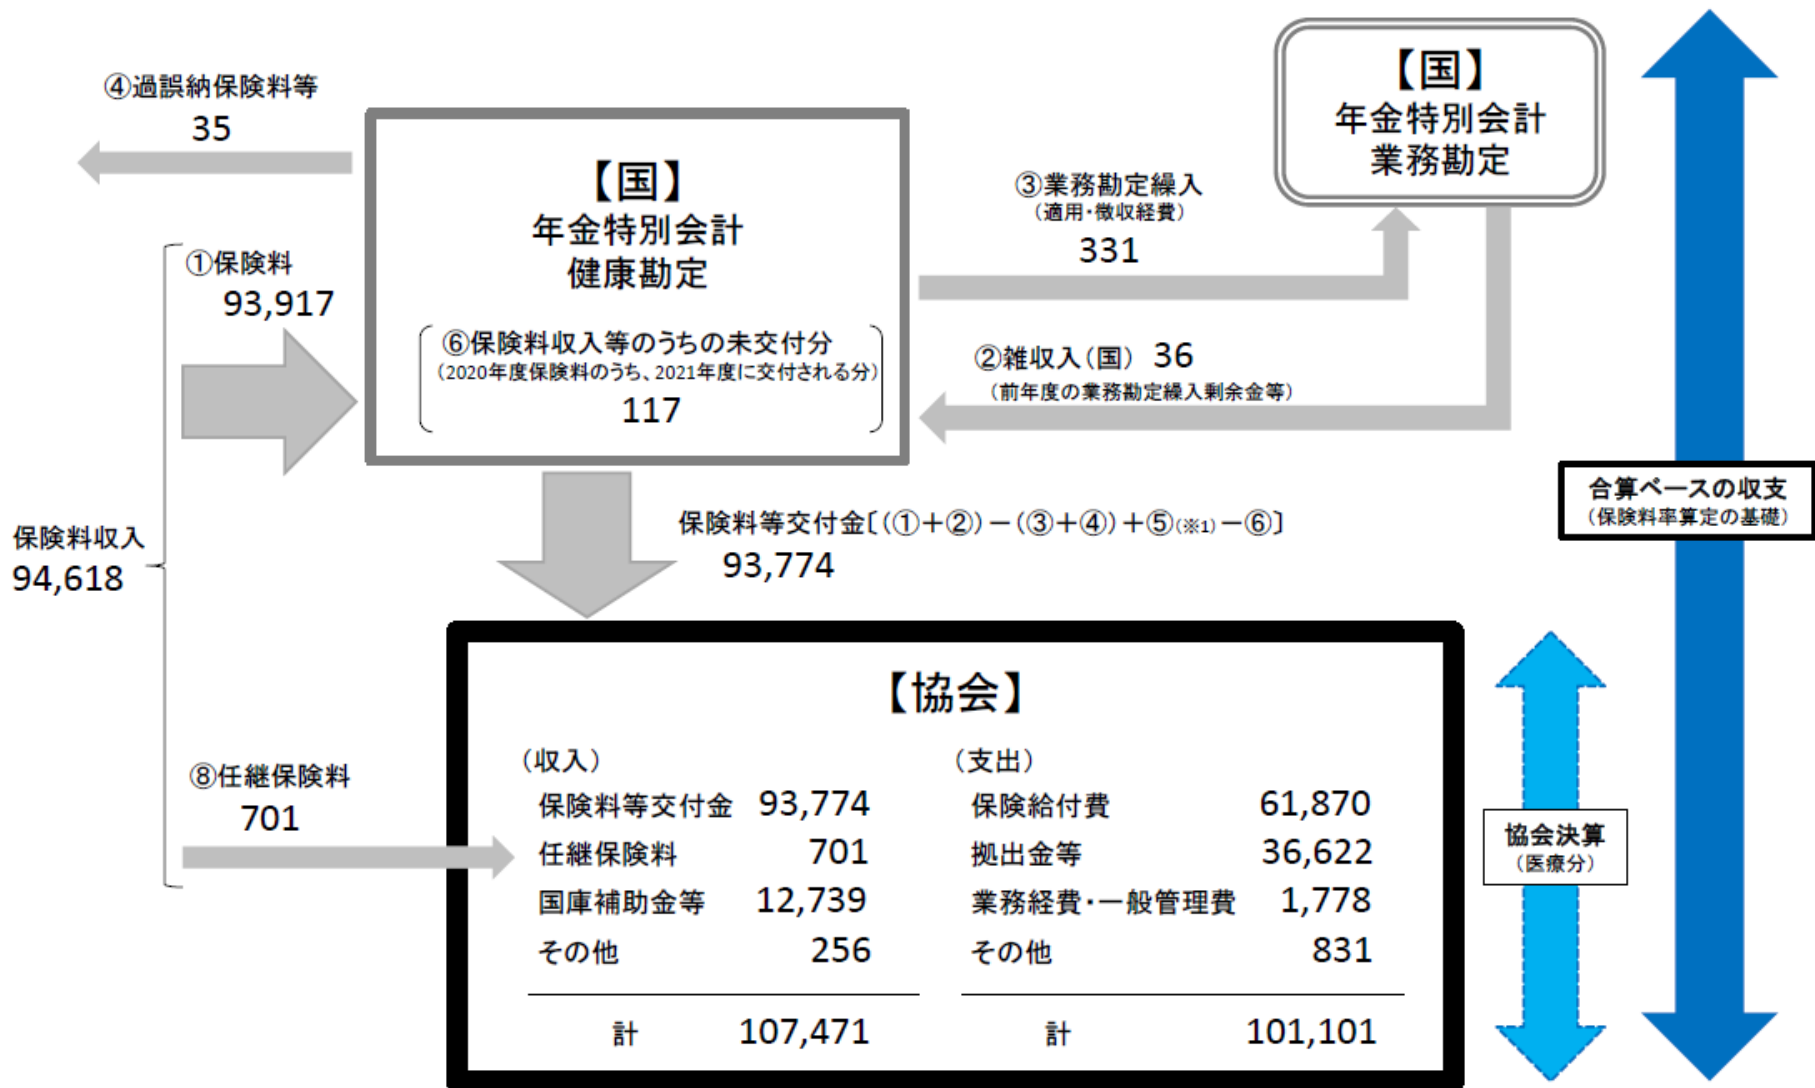 ④過誤納保険料等
35
【国】
年金特別会計
業務勘定
【国】
年金特別会計
健康勘定
③業務勘定繰入
（適用・徴収経費）
331
①保険料
93,917
⑥保険料収入等のうちの未交付分
（2020年度保険料のうち、2021年度に交付される分）
117
②雑収入（国） 36
（前年度の業務勘定繰入剰余金等）
合算ベースの収支
（保険料率算定の基礎）
保険料収入
94,618
保険料等交付金〔（①＋②）－（③＋④）＋⑤（※1）－⑥〕
93,774
【協会】
（収入） （支出）
保険料等交付金 93,774 保険給付費 61,870
任継保険料 701 拠出金等 36,622
国庫補助金等 12,739 業務経費・一般管理費 1,778
その他 256 その他 831
計 107,471 計 101,101
⑧任継保険料
701
協会決算
（医療分）